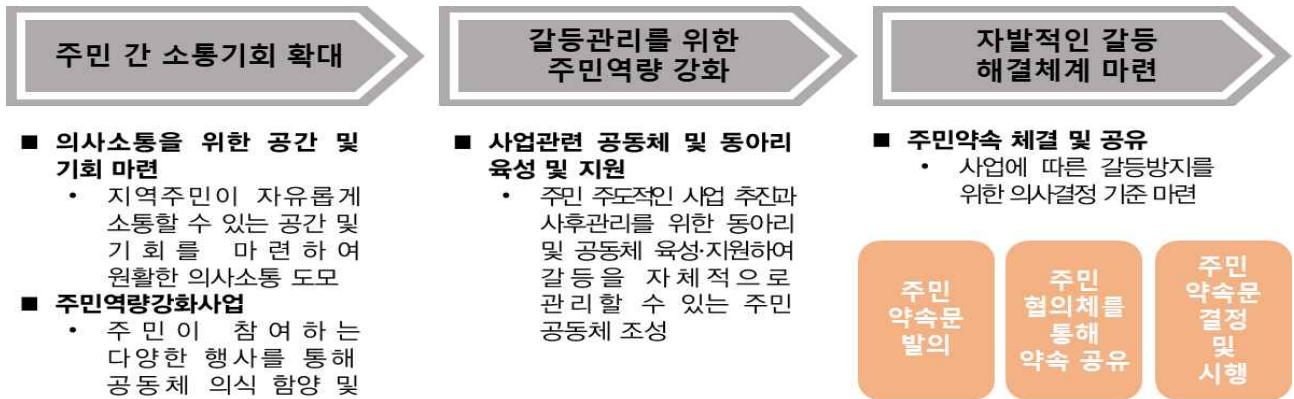 주민 간 소통기회 확대
■ 의사소통을 위한 공간 및
기회 마련
• 지역주민이 자유롭게
소통할 수 있는 공간 및
기회를 마련하여
원활한 의사소통 도모
■ 주민역량강화사업
• 주민이 참여하는
다양한 행사를 통해
공동체 의식 함양 및
갈등관리를 위한
주민역량 강화
■ 사업관련 공동체 및 동아리
육성 및 지원
• 주민 주도적인 사업 추진과
사후관리를 위한 동아리
및 공동체 육성·지원하여
갈등을 자체적으로
관리할 수 있는 주민
공동체 조성
자발적인 갈등
해결체계 마련
■ 주민약속 체결 및 공유
• 사업에 따른 갈등방지를
위한 의사결정 기준 마련
주민
약속문
발의
주민
협의체를
통해
약속 공유
주민
약속문
결정
및
시행